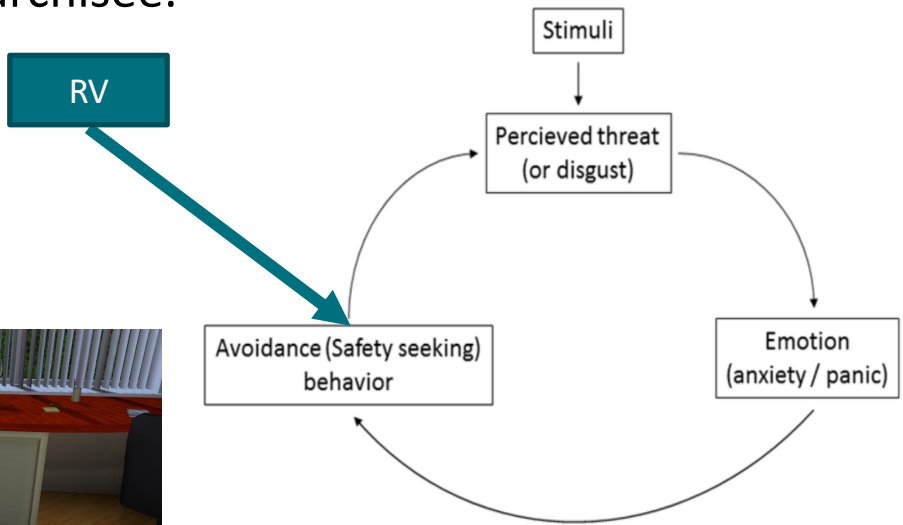 RV
Stimuli
Percieved threat
(or disgust)
Avoidance (Safety seeking)
behavior
Emotion
(anxiety / panic)